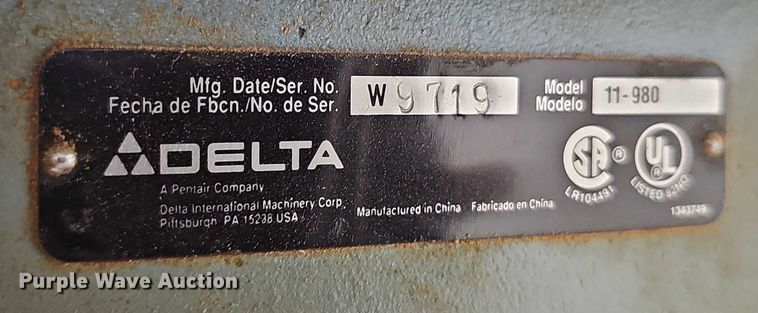 Mfg. Date/Ser. No. W 9719 Model 11-980
Fecha de Fbcn./No. de Ser. Modelo
DELTA
A Pentair Company
Delta International Machinery Corp.
Pittsburgh PA 15238 USA
Manufactured in China Fabricado en China
SA ®
LR104491
UL ®
LISTED 82N0
1343749
Purple Wave Auction